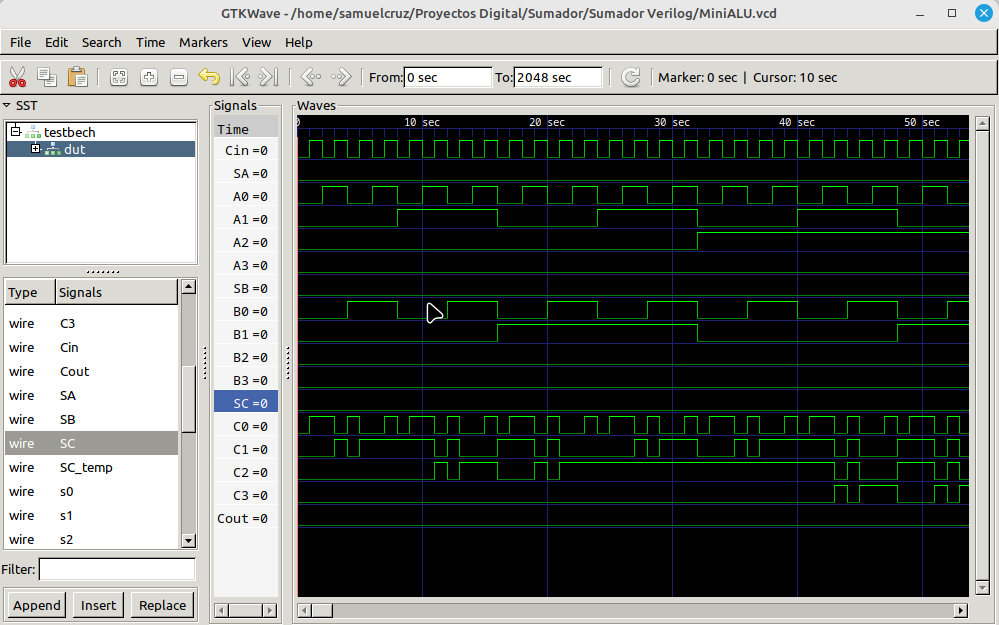 GTKWave - /home/samuelcruz/Proyectos Digital/Sumador/Sumador Verilog/MiniALU.vcd
File Edit Search Time Markers View Help
From: 0 sec To: 2048 sec Marker: 0 sec | Cursor: 10 sec
SST
testbech
dut
Type Signals
wire C3
wire Cin
wire Cout
wire SA
wire SB
wire SC
wire SC_temp
wire s0
wire s1
wire s2
Filter:
Append Insert Replace
Signals
Time
Cin =0
SA =0
A0 =0
A1 =0
A2 =0
A3 =0
SB =0
B0 =0
B1 =0
B2 =0
B3 =0
SC =0
C0 =0
C1 =0
C2 =0
C3 =0
Cout =0
Waves
0 10 sec 20 sec 30 sec 40 sec 50 sec